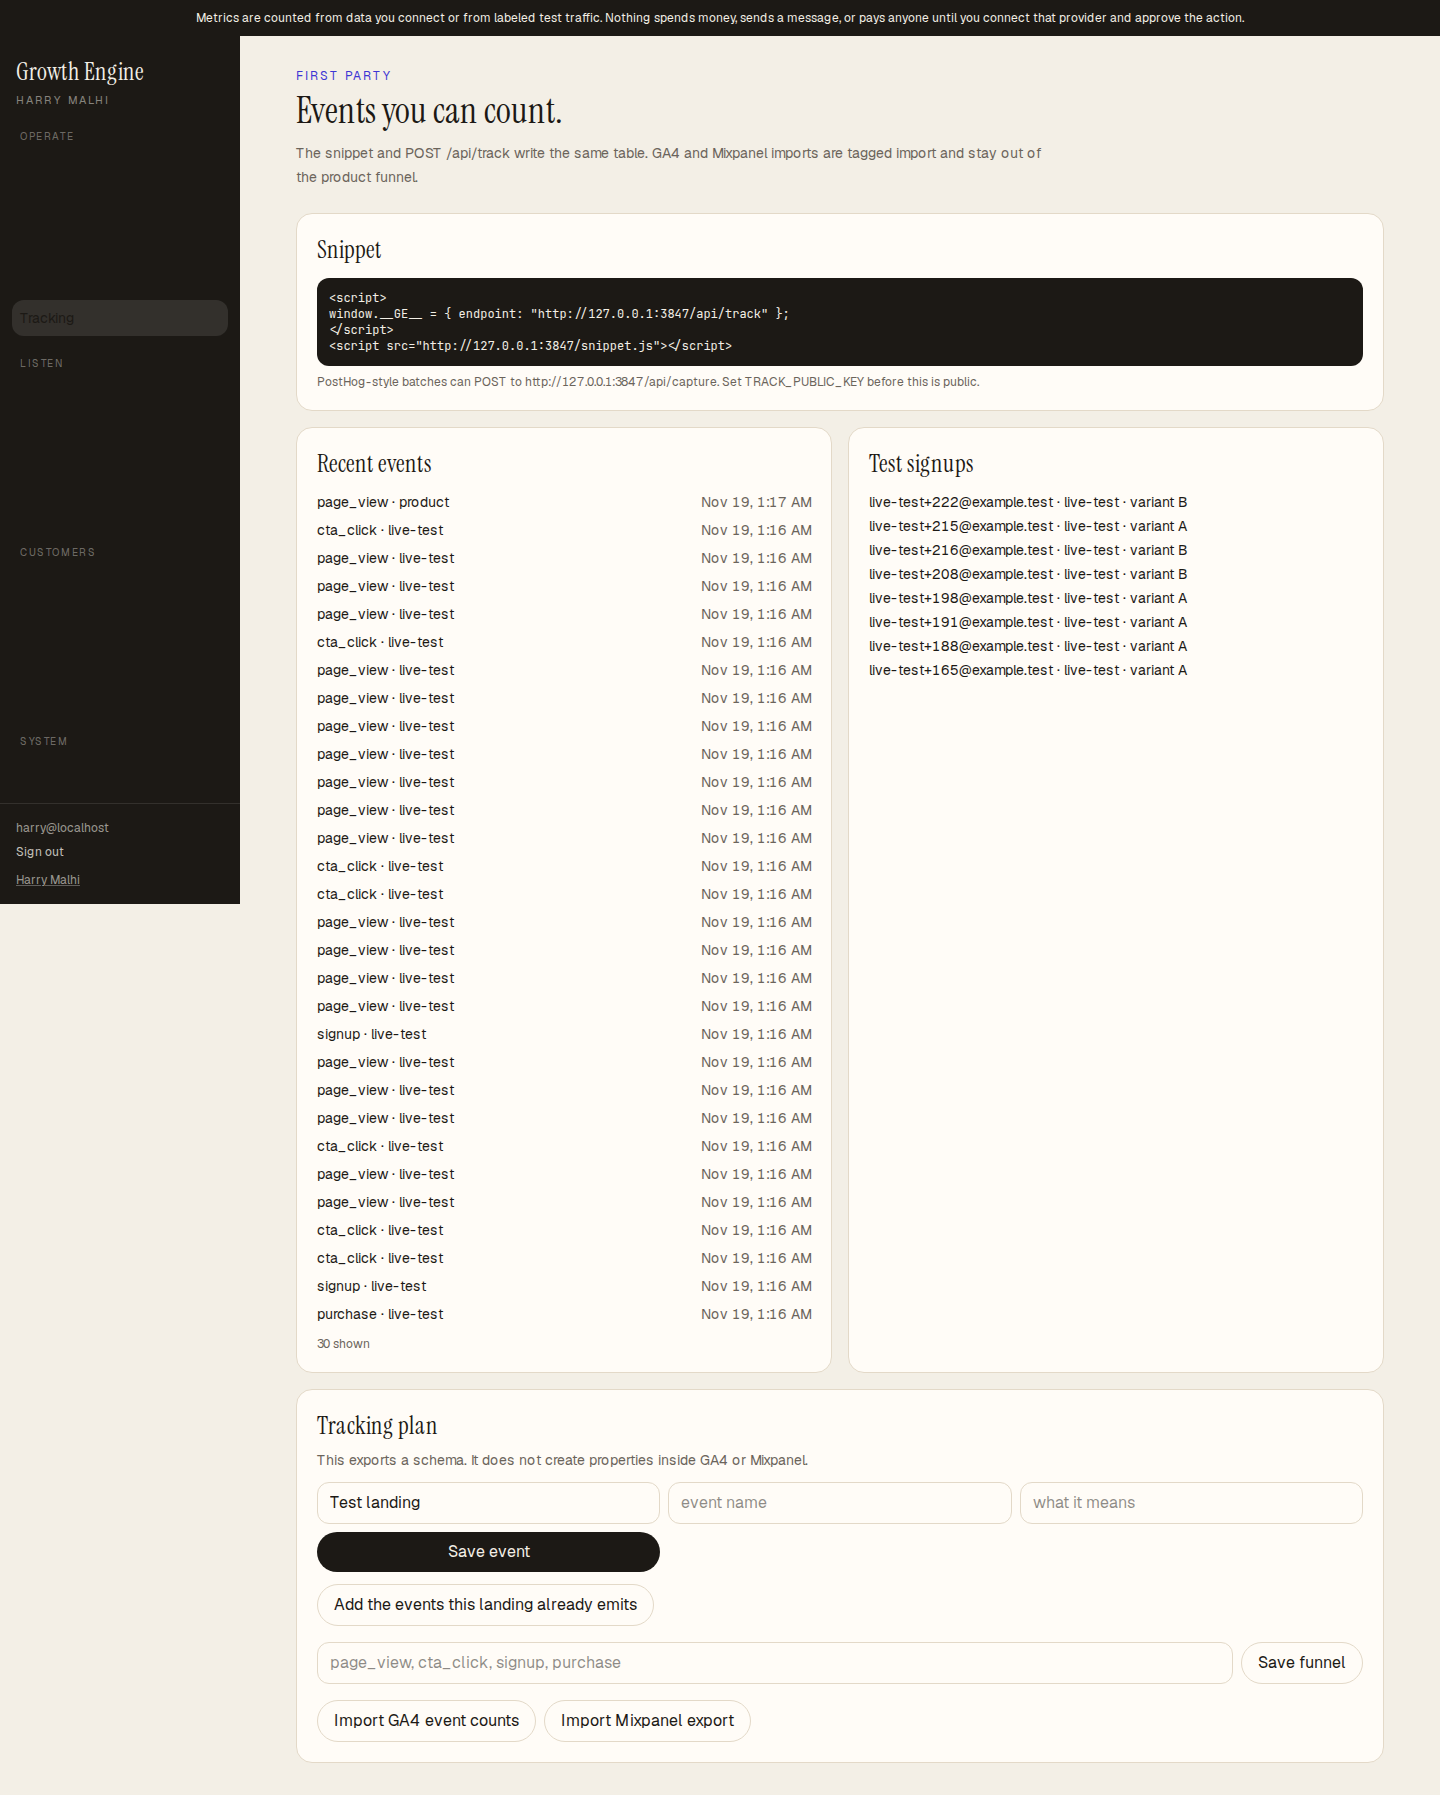 Metrics are counted from data you connect or from labeled test traffic. Nothing spends money, sends a message, or pays anyone until you connect that provider and approve the action.
Growth Engine
HARRY MALHI
OPERATE
Tracking
LISTEN
CUSTOMERS
SYSTEM
harry@localhost
Sign out
Harry Malhi
FIRST PARTY
Events you can count.
The snippet and POST /api/track write the same table. GA4 and Mixpanel imports are tagged import and stay out of
the product funnel.
Snippet
<script>
window.__GE__ = { endpoint: "http://127.0.0.1:3847/api/track" };
</script>
<script src="http://127.0.0.1:3847/snippet.js"></script>
PostHog-style batches can POST to http://127.0.0.1:3847/api/capture. Set TRACK_PUBLIC_KEY before this is public.
Recent events
page_view · product Nov 19, 1:17 AM
cta_click · live-test Nov 19, 1:16 AM
page_view · live-test Nov 19, 1:16 AM
page_view · live-test Nov 19, 1:16 AM
page_view · live-test Nov 19, 1:16 AM
cta_click · live-test Nov 19, 1:16 AM
page_view · live-test Nov 19, 1:16 AM
page_view · live-test Nov 19, 1:16 AM
page_view · live-test Nov 19, 1:16 AM
page_view · live-test Nov 19, 1:16 AM
page_view · live-test Nov 19, 1:16 AM
page_view · live-test Nov 19, 1:16 AM
page_view · live-test Nov 19, 1:16 AM
cta_click · live-test Nov 19, 1:16 AM
cta_click · live-test Nov 19, 1:16 AM
page_view · live-test Nov 19, 1:16 AM
page_view · live-test Nov 19, 1:16 AM
page_view · live-test Nov 19, 1:16 AM
page_view · live-test Nov 19, 1:16 AM
signup · live-test Nov 19, 1:16 AM
page_view · live-test Nov 19, 1:16 AM
page_view · live-test Nov 19, 1:16 AM
page_view · live-test Nov 19, 1:16 AM
cta_click · live-test Nov 19, 1:16 AM
page_view · live-test Nov 19, 1:16 AM
page_view · live-test Nov 19, 1:16 AM
cta_click · live-test Nov 19, 1:16 AM
cta_click · live-test Nov 19, 1:16 AM
signup · live-test Nov 19, 1:16 AM
purchase · live-test Nov 19, 1:16 AM
30 shown
Test signups
live-test+222@example.test · live-test · variant B
live-test+215@example.test · live-test · variant A
live-test+216@example.test · live-test · variant B
live-test+208@example.test · live-test · variant B
live-test+198@example.test · live-test · variant A
live-test+191@example.test · live-test · variant A
live-test+188@example.test · live-test · variant A
live-test+165@example.test · live-test · variant A
Tracking plan
This exports a schema. It does not create properties inside GA4 or Mixpanel.
Test landing event name what it means
Save event
Add the events this landing already emits
page_view, cta_click, signup, purchase Save funnel
Import GA4 event counts Import Mixpanel export